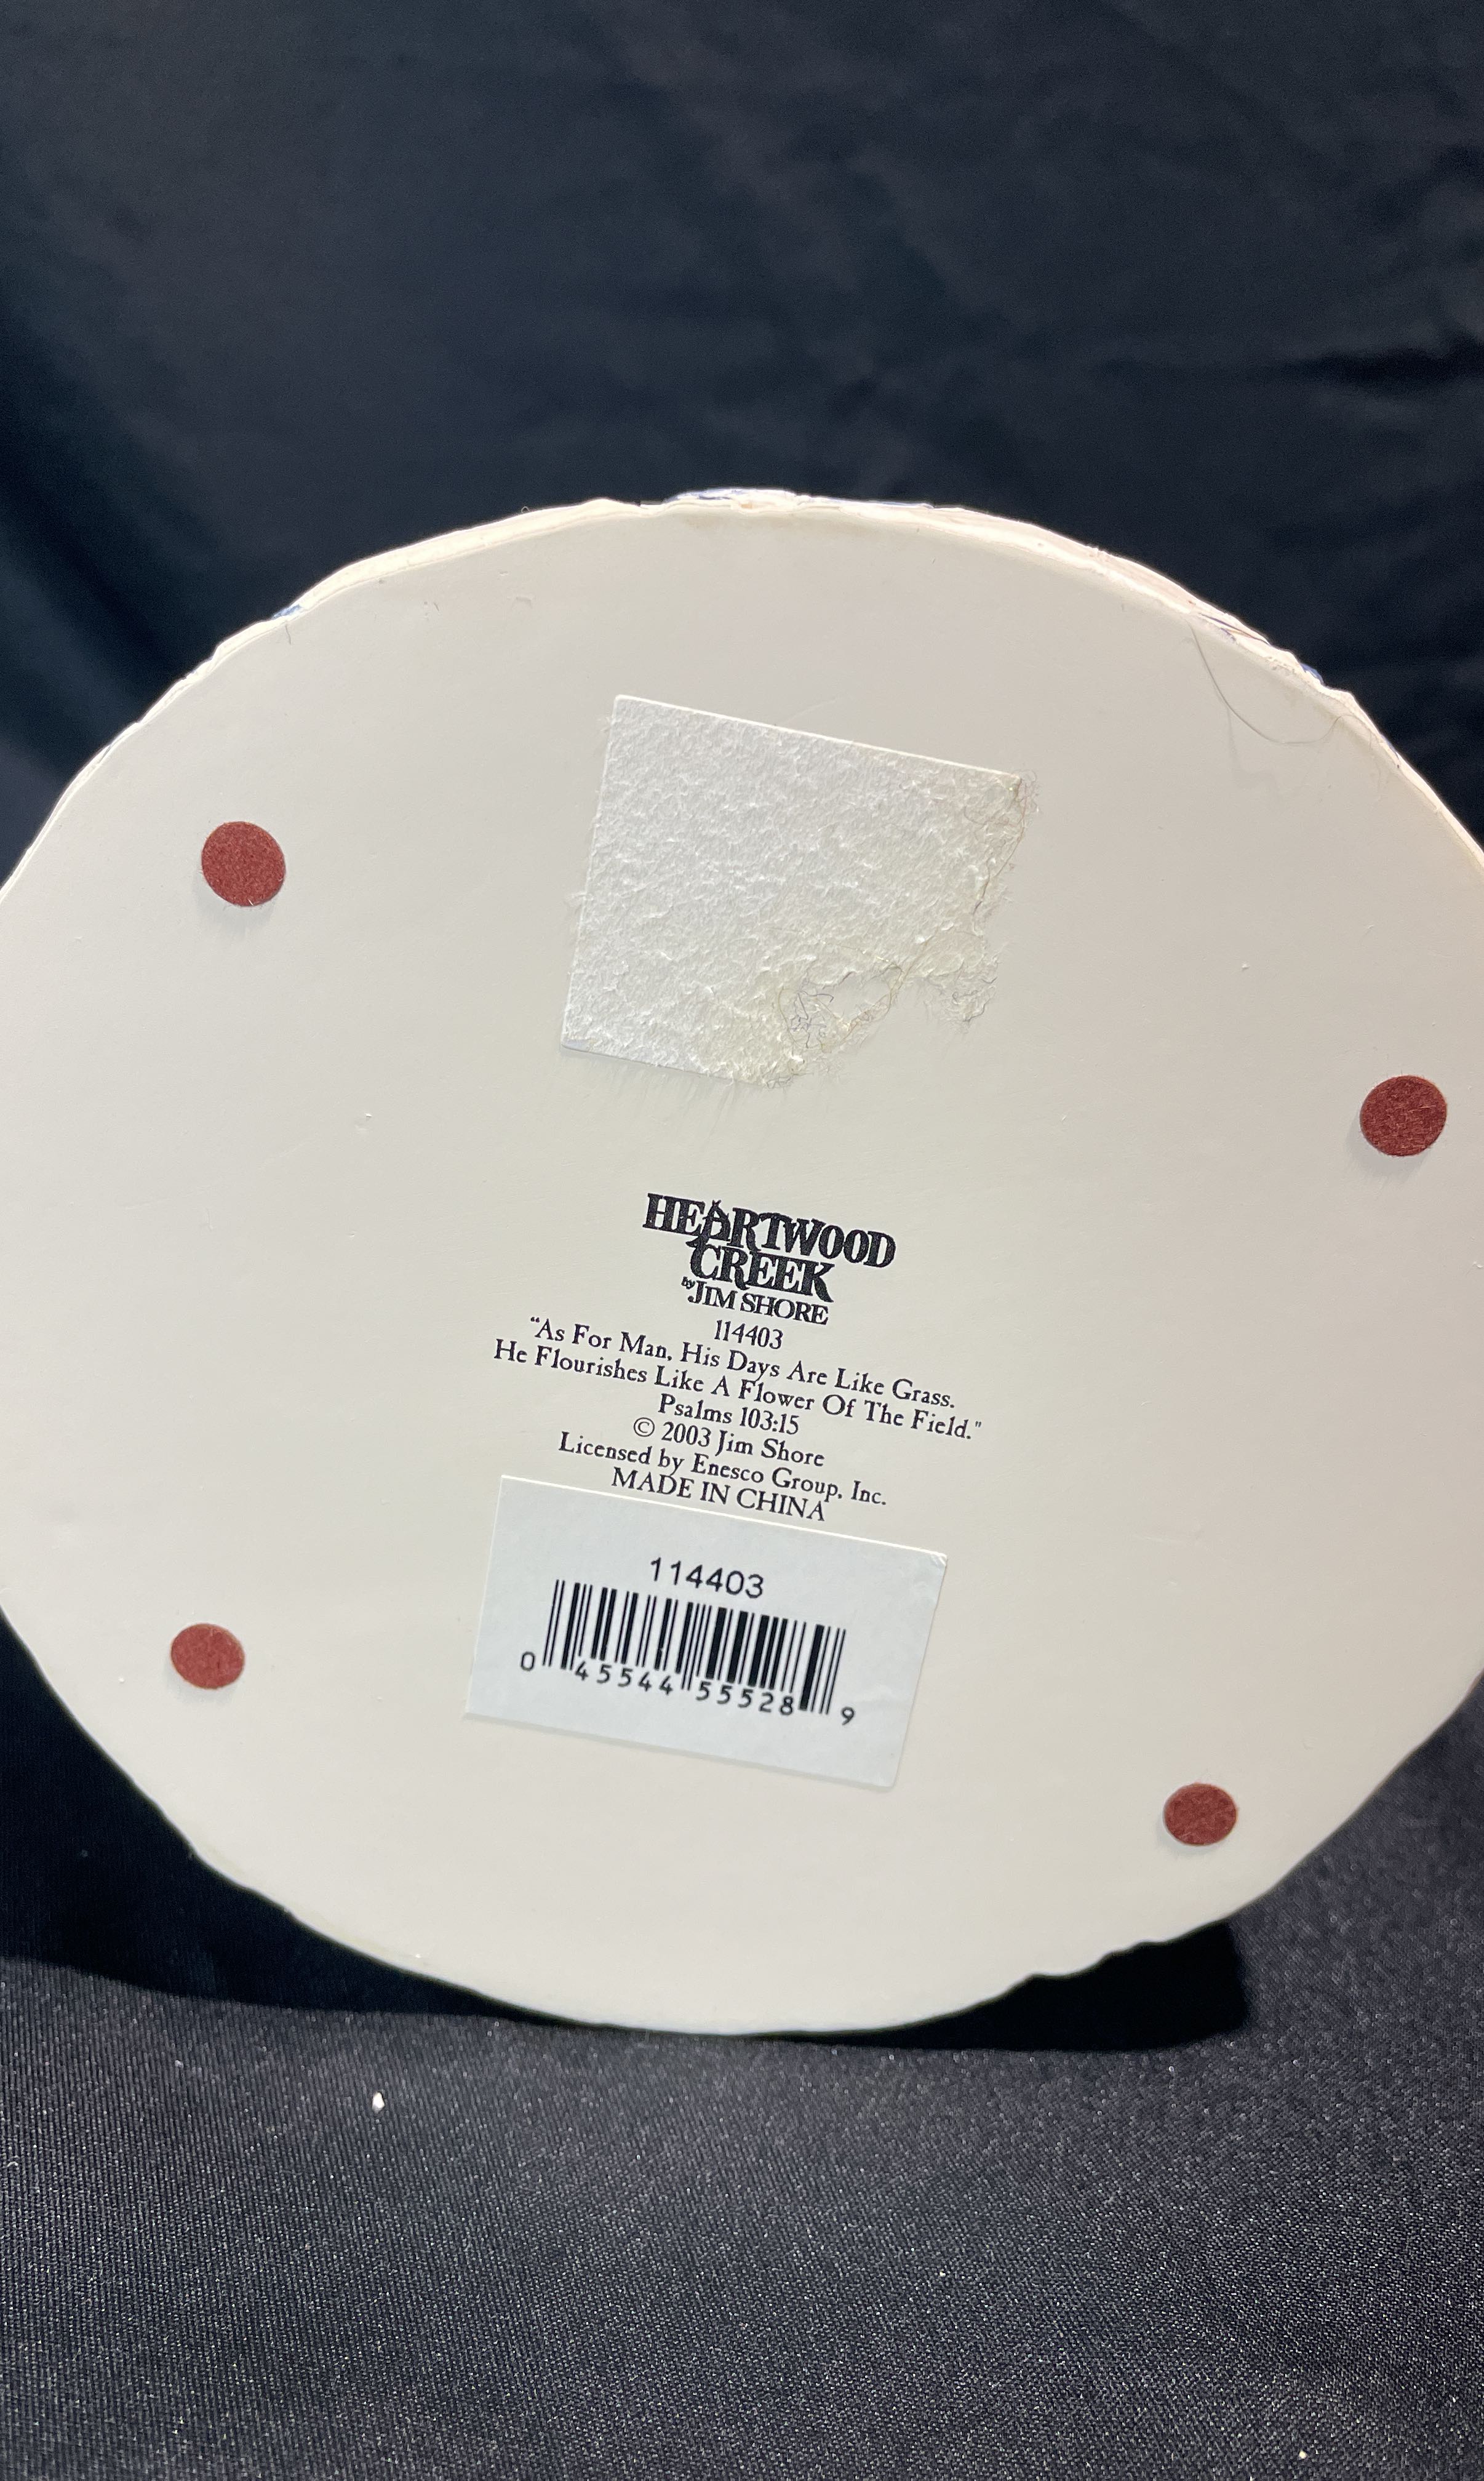 HEARTWOOD
CREEK
by JIM SHORE
114403
“As For Man, His Days Are Like Grass.
He Flourishes Like A Flower Of The Field."
Psalms 103:15
© 2003 Jim Shore
Licensed by Enesco Group, Inc.
MADE IN CHINA
114403
0 45544 55528 9